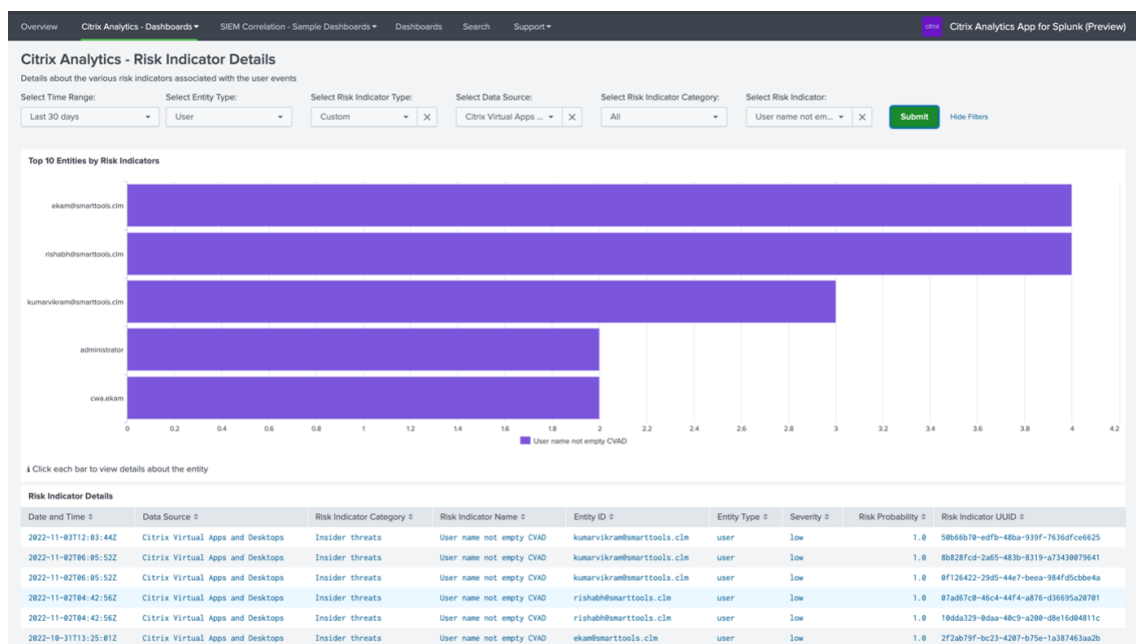 Overview Citrix Analytics - Dashboards SIEM Correlation - Sample Dashboards Dashboards Search Support citrix Citrix Analytics App for Splunk (Preview)
Citrix Analytics - Risk Indicator Details
Details about the various risk indicators associated with the user events
Select Time Range: Select Entity Type: Select Risk Indicator Type: Select Data Source: Select Risk Indicator Category: Select Risk Indicator:
Last 30 days User Custom Citrix Virtual Apps ... All User name not em... Submit Hide Filters
Top 10 Entities by Risk Indicators
ekam@smarttools.clm
rishabh@smarttools.clm
kumarvikram@smarttools.clm
administrator
cwa.ekam
0 0.2 0.4 0.6 0.8 1 1.2 1.4 1.6 1.8 2 2.2 2.4 2.6 2.8 3 3.2 3.4 3.6 3.8 4 4.2
User name not empty CVAD
i Click each bar to view details about the entity
Risk Indicator Details
Date and Time Data Source Risk Indicator Category Risk Indicator Name Entity ID Entity Type Severity Risk Probability Risk Indicator UUID
2022-11-03T12:03:44Z Citrix Virtual Apps and Desktops Insider threats User name not empty CVAD kumarvikram@smarttools.clm user low 1.0 50b66b70-edfb-48ba-939f-7636dfce6625
2022-11-02T06:05:52Z Citrix Virtual Apps and Desktops Insider threats User name not empty CVAD kumarvikram@smarttools.clm user low 1.0 8b828fcd-2a65-483b-8319-a73430079641
2022-11-02T06:05:52Z Citrix Virtual Apps and Desktops Insider threats User name not empty CVAD kumarvikram@smarttools.clm user low 1.0 0f126422-29d5-44e7-beea-984fd5cbbe4a
2022-11-02T04:42:56Z Citrix Virtual Apps and Desktops Insider threats User name not empty CVAD rishabh@smarttools.clm user low 1.0 07ad67c0-46c4-44f4-a876-d36695a20701
2022-11-02T04:42:56Z Citrix Virtual Apps and Desktops Insider threats User name not empty CVAD rishabh@smarttools.clm user low 1.0 10dda329-0daa-40c9-a200-d8e16d04811c
2022-10-31T13:25:01Z Citrix Virtual Apps and Desktops Insider threats User name not empty CVAD ekam@smarttools.clm user low 1.0 2f2ab79f-bc23-4207-b75e-1a387463aa2b